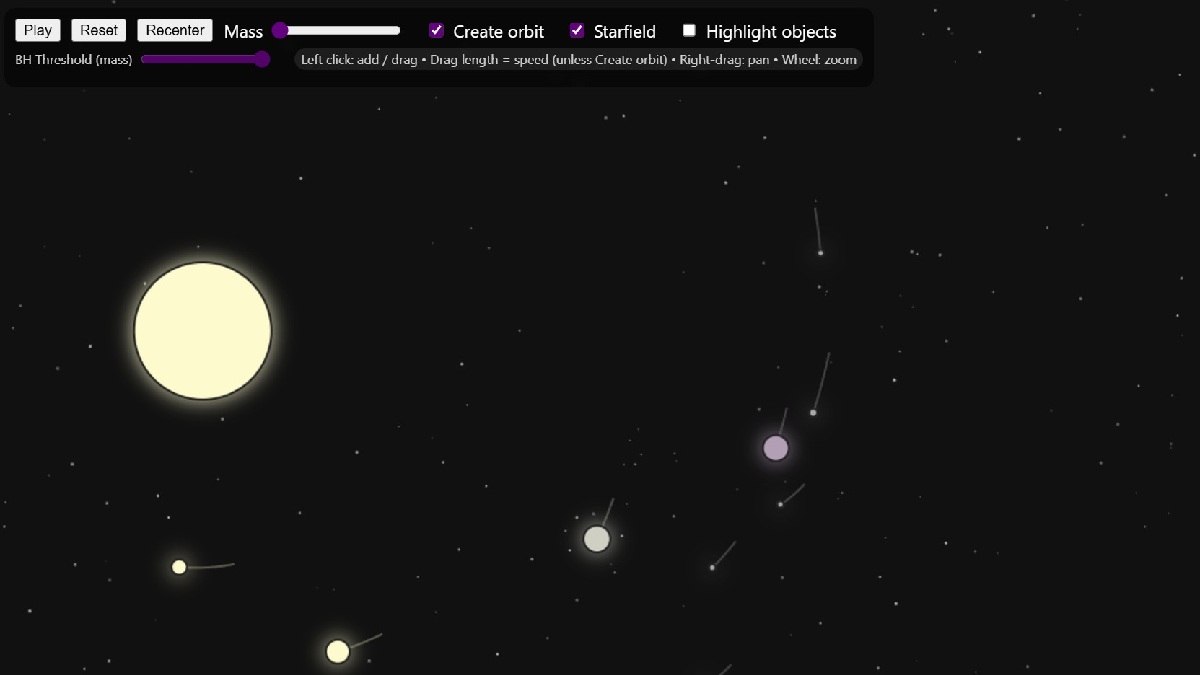 Play Reset Recenter Mass Create orbit Starfield Highlight objects
BH Threshold (mass) Left click: add / drag • Drag length = speed (unless Create orbit) • Right-drag: pan • Wheel: zoom